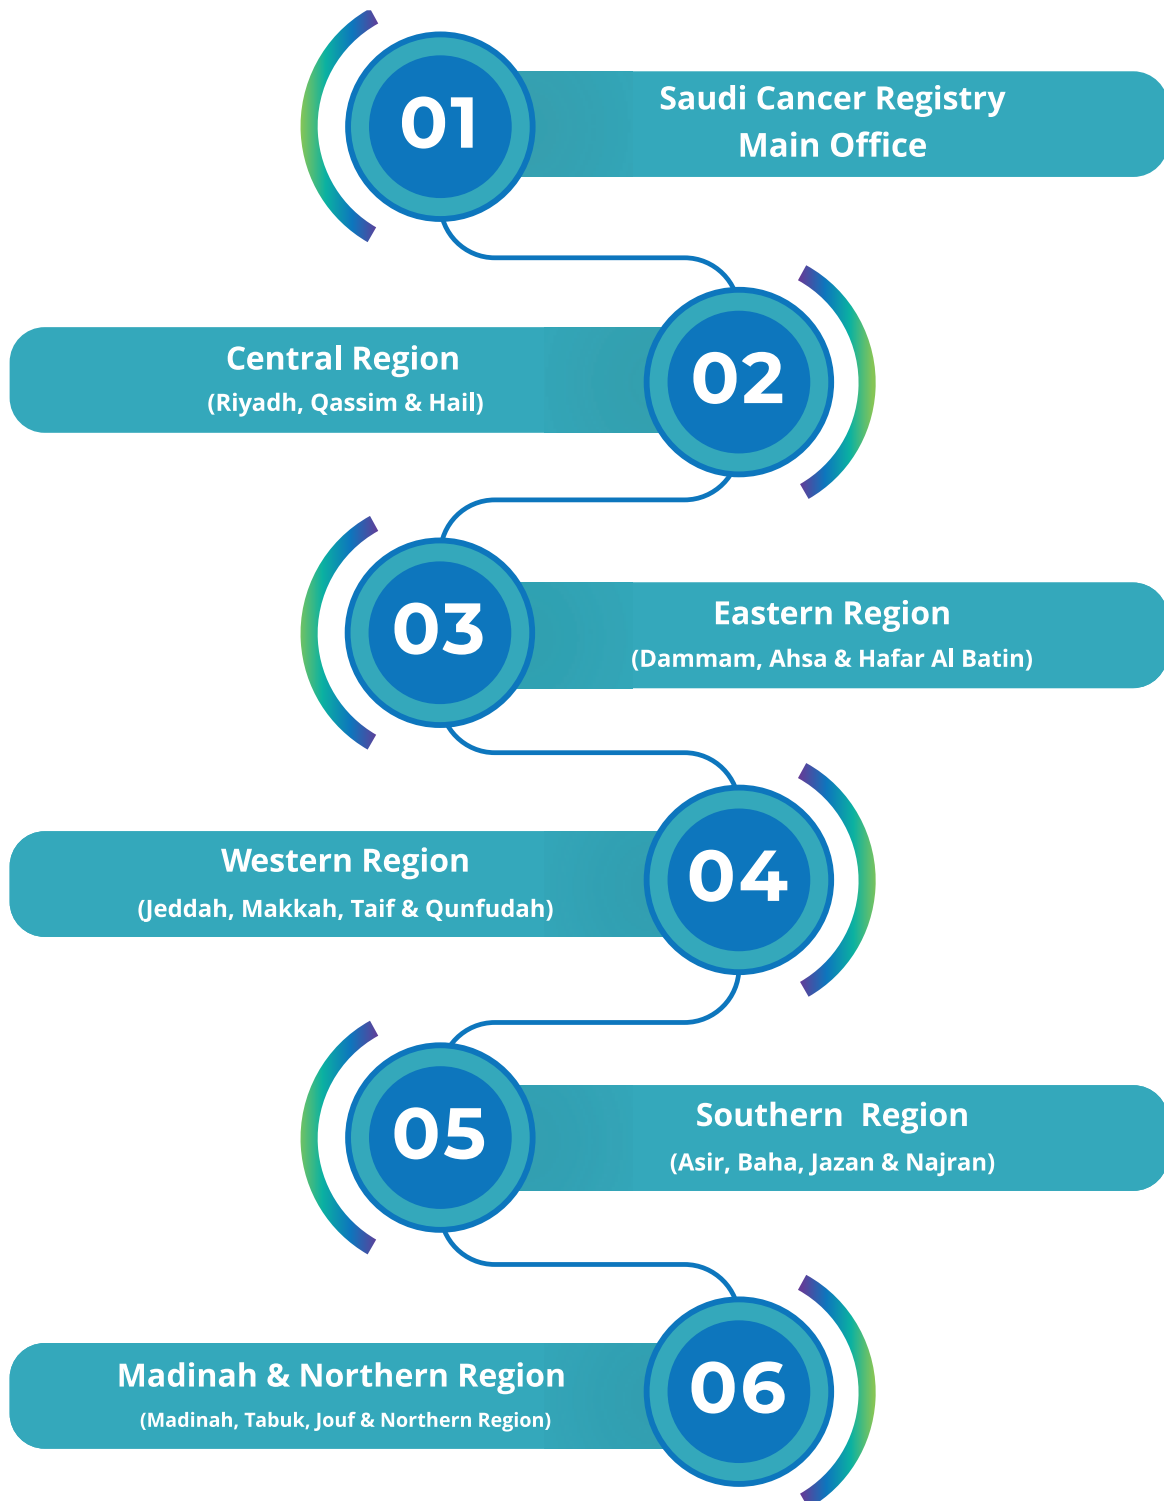 01
Saudi Cancer Registry
Main Office
02
Central Region
(Riyadh, Qassim & Hail)
03
Eastern Region
(Dammam, Ahsa & Hafar Al Batin)
04
Western Region
(Jeddah, Makkah, Taif & Qunfudah)
05
Southern  Region
(Asir, Baha, Jazan & Najran)
06
Madinah & Northern Region
(Madinah, Tabuk, Jouf & Northern Region)